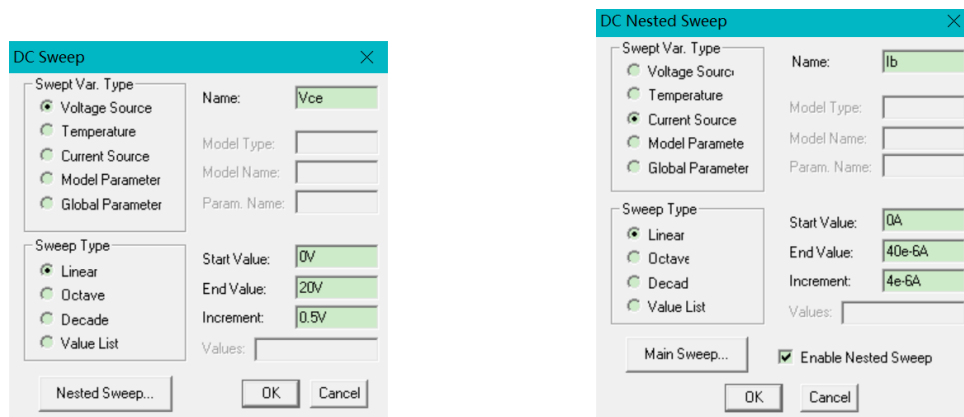 DC Sweep
Swept Var. Type
Voltage Source
Temperature
Current Source
Model Parameter
Global Parameter
Name: Vce
Model Type:
Model Name:
Param. Name:
Sweep Type
Linear
Octave
Decade
Value List
Start Value: 0V
End Value: 20V
Increment: 0.5V
Values:
Nested Sweep...
OK
Cancel
DC Nested Sweep
Swept Var. Type
Voltage Sourc
Temperature
Current Source
Model Paramete
Global Parameter
Name: Ib
Model Type:
Model Name:
Param. Name:
Sweep Type
Linear
Octave
Decad
Value List
Start Value: 0A
End Value: 40e-6A
Increment: 4e-6A
Values:
Main Sweep...
Enable Nested Sweep
OK
Cancel